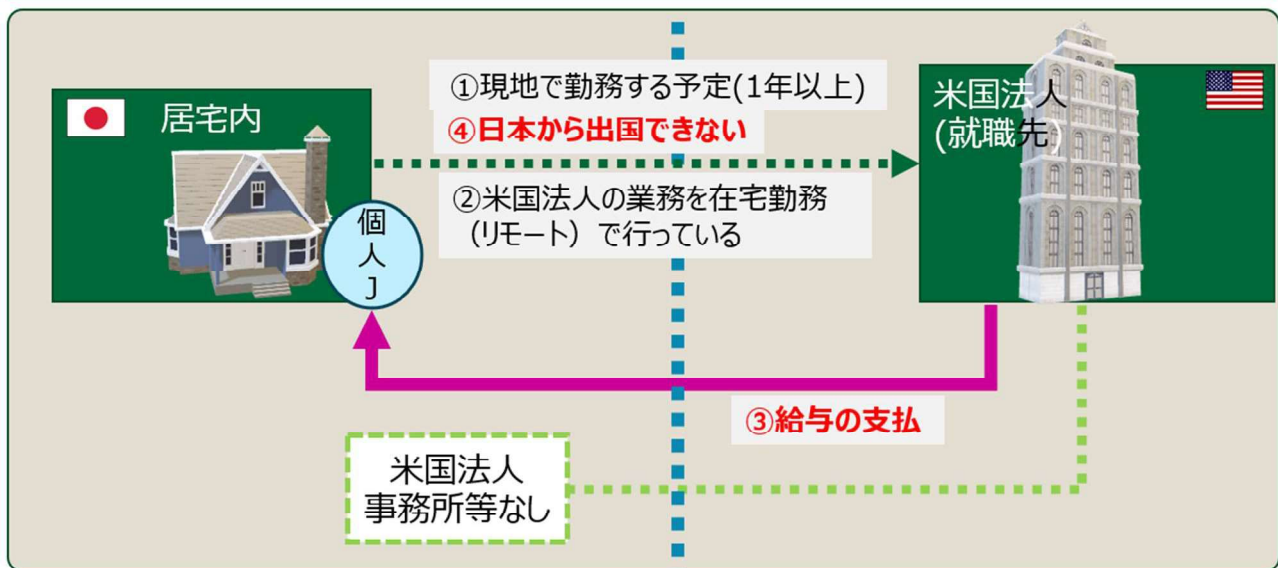 居宅内
個
人
J
①現地で勤務する予定(1年以上)
④日本から出国できない
②米国法人の業務を在宅勤務
（リモート）で行っている
米国法人
(就職先)
③給与の支払
米国法人
事務所等なし